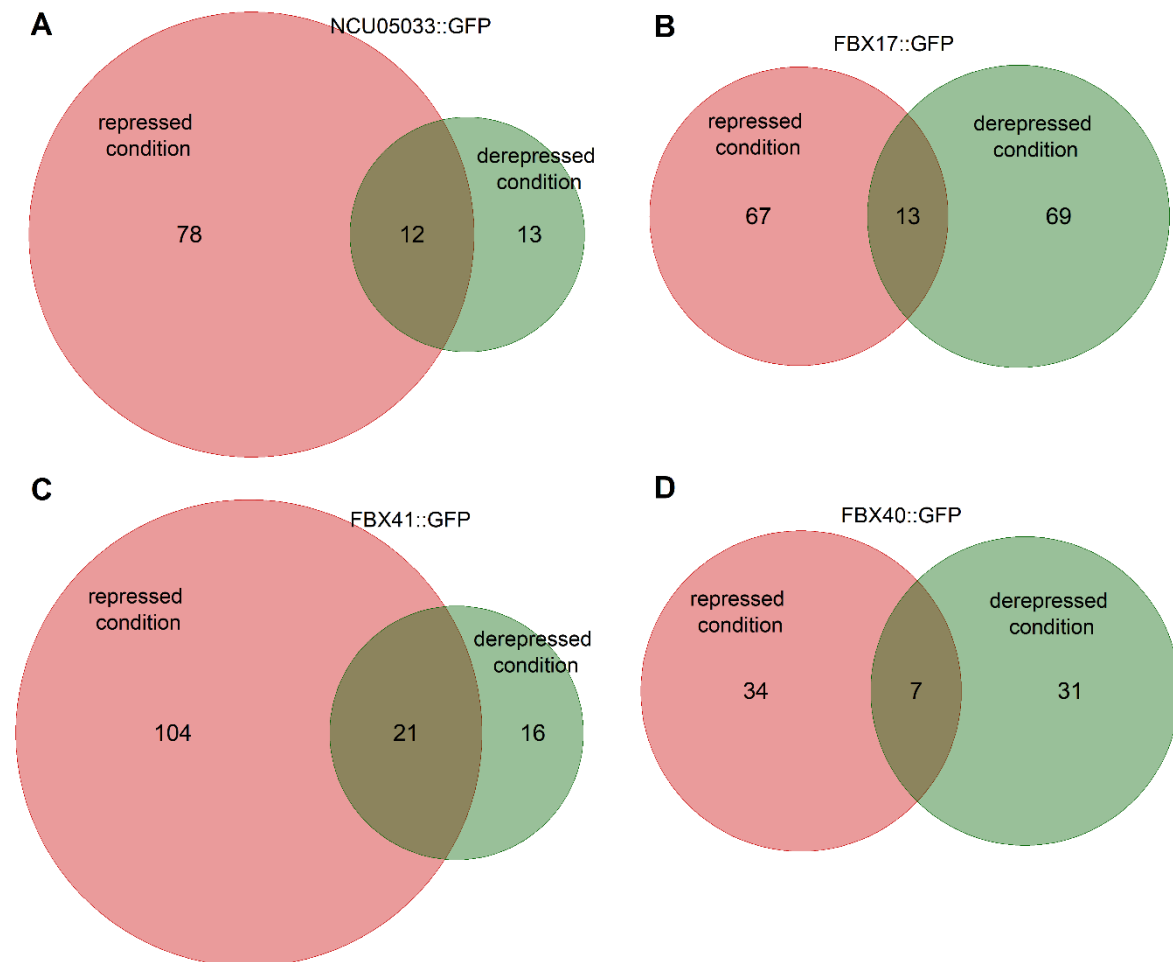 A
NCU05033::GFP
repressed
condition
derepressed
condition
78
12
13
B
FBX17::GFP
repressed
condition
derepressed
condition
67
13
69
C
FBX41::GFP
repressed
condition
derepressed
condition
104
21
16
D
FBX40::GFP
repressed
condition
derepressed
condition
34
7
31